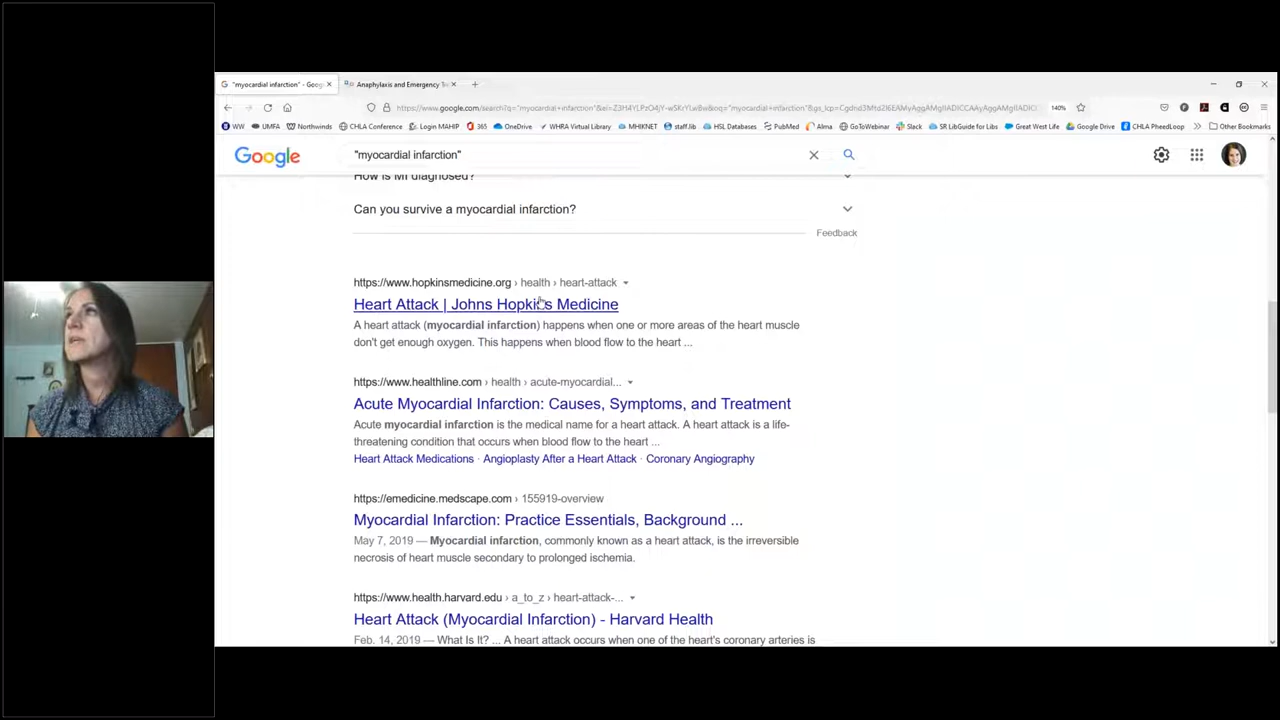 "myocardial infarction" - Goog
Anaphylaxis and Emergency Tr
140%
WW
UMFA
Northwinds
CHLA Conference
Login MAHIP
365
OneDrive
WHRA Virtual Library
MHIKNET
staff.lib
HSL Databases
PubMed
Alma
GoToWebinar
Slack
SR LibGuide for Libs
Great West Life
Google Drive
CHLA PheedLoop
Other Bookmarks
Google
"myocardial infarction"
How is MI diagnosed?
Can you survive a myocardial infarction?
Feedback
https://www.hopkinsmedicine.org › health › heart-attack
Heart Attack | Johns Hopkins Medicine
A heart attack (myocardial infarction) happens when one or more areas of the heart muscle
don't get enough oxygen. This happens when blood flow to the heart ...
https://www.healthline.com › health › acute-myocardial...
Acute Myocardial Infarction: Causes, Symptoms, and Treatment
Acute myocardial infarction is the medical name for a heart attack. A heart attack is a life-
threatening condition that occurs when blood flow to the heart ...
Heart Attack Medications · Angioplasty After a Heart Attack · Coronary Angiography
https://emedicine.medscape.com › 155919-overview
Myocardial Infarction: Practice Essentials, Background ...
May 7, 2019 — Myocardial infarction, commonly known as a heart attack, is the irreversible
necrosis of heart muscle secondary to prolonged ischemia.
https://www.health.harvard.edu › a_to_z › heart-attack-...
Heart Attack (Myocardial Infarction) - Harvard Health
Feb. 14, 2019 — What Is It? ... A heart attack occurs when one of the heart's coronary arteries is